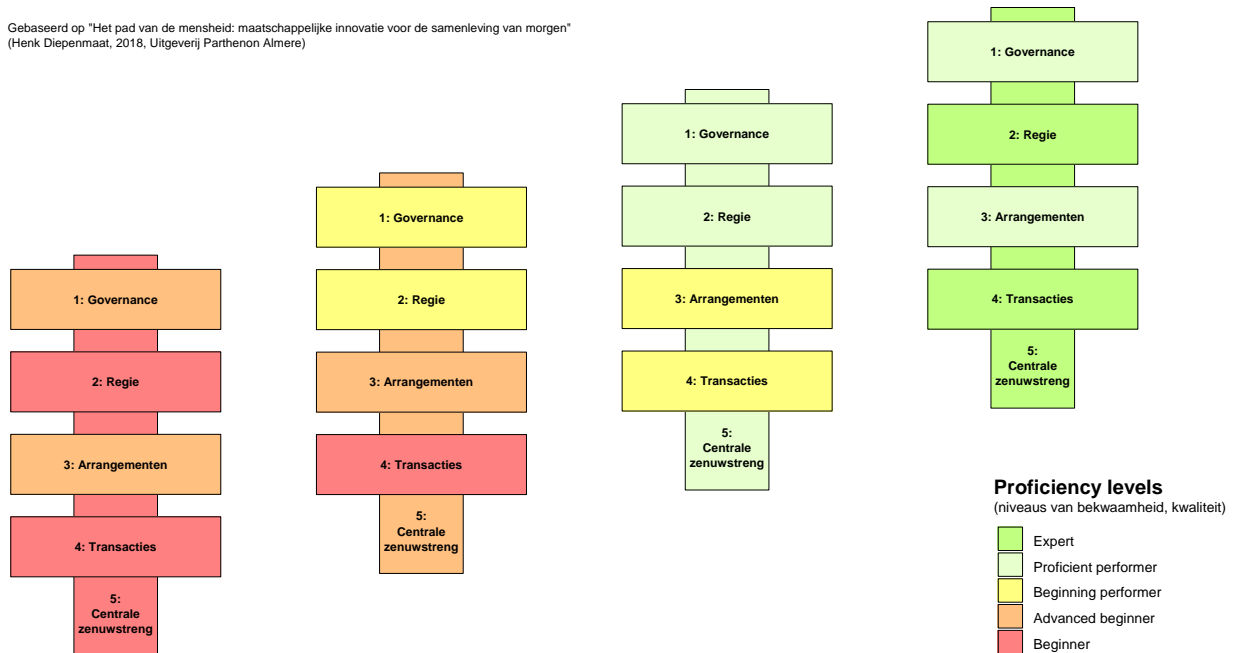 Gebaseerd op "Het pad van de mensheid: maatschappelijke innovatie voor de samenleving van morgen"
(Henk Diepenmaat, 2018, Uitgeverij Parthenon Almere)
1: Governance
2: Regie
3: Arrangementen
4: Transacties
5:
Centrale
zenuwstreng
1: Governance
2: Regie
3: Arrangementen
4: Transacties
5:
Centrale
zenuwstreng
1: Governance
2: Regie
3: Arrangementen
4: Transacties
5:
Centrale
zenuwstreng
1: Governance
2: Regie
3: Arrangementen
4: Transacties
5:
Centrale
zenuwstreng
Proficiency levels
(niveaus van bekwaamheid, kwaliteit)
Expert
Proficient performer
Beginning performer
Advanced beginner
Beginner